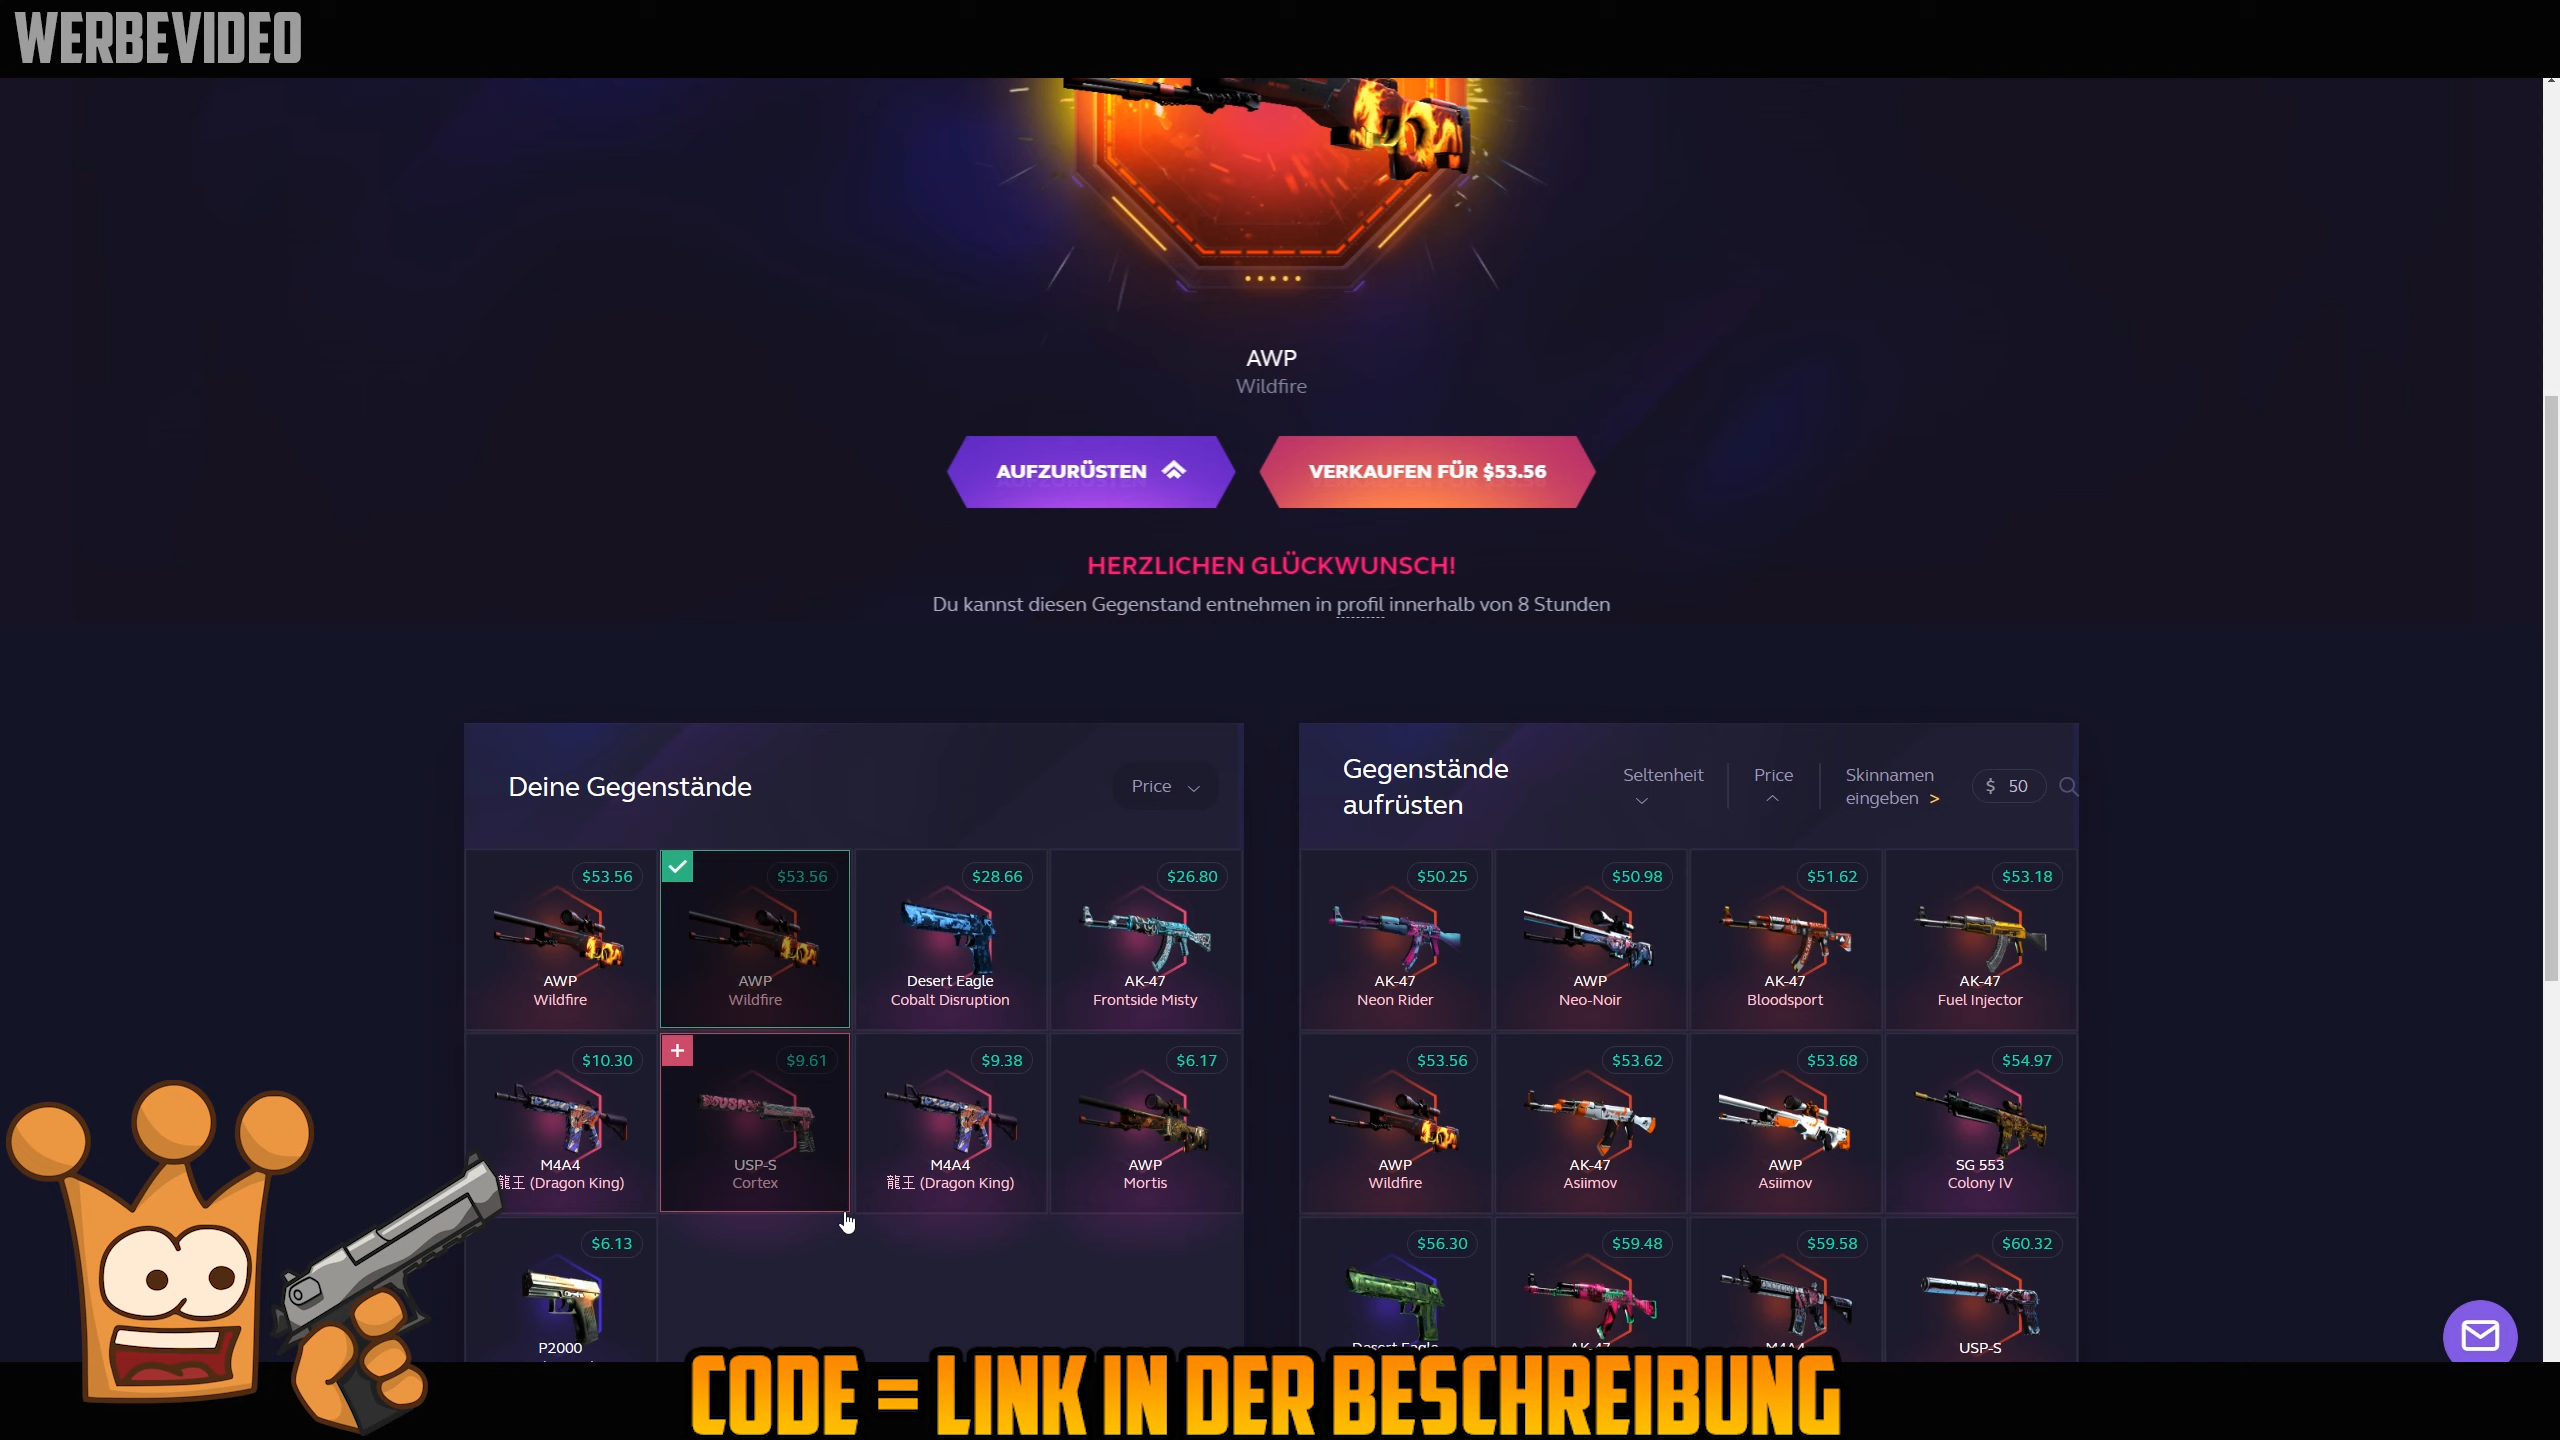 WERBEVIDEO
AWP
Wildfire
AUFZURÜSTEN
VERKAUFEN FÜR $53.56
HERZLICHEN GLÜCKWUNSCH!
Du kannst diesen Gegenstand entnehmen in profil innerhalb von 8 Stunden
Deine Gegenstände
Price
$53.56
AWP
Wildfire
$53.56
AWP
Wildfire
$28.66
Desert Eagle
Cobalt Disruption
$26.80
AK-47
Frontside Misty
$10.30
M4A4
龍王 (Dragon King)
$9.61
USP-S
Cortex
$9.38
M4A4
龍王 (Dragon King)
$6.17
AWP
Mortis
$6.13
P2000
Gegenstände
aufrüsten
Seltenheit
Price
Skinnamen
eingeben >
$ 50
$50.25
AK-47
Neon Rider
$50.98
AWP
Neo-Noir
$51.62
AK-47
Bloodsport
$53.18
AK-47
Fuel Injector
$53.56
AWP
Wildfire
$53.62
AK-47
Asiimov
$53.68
AWP
Asiimov
$54.97
SG 553
Colony IV
$56.30
Desert Eagle
$59.48
AK-47
$59.58
M4A4
$60.32
USP-S
CODE = LINK IN DER BESCHREIBUNG